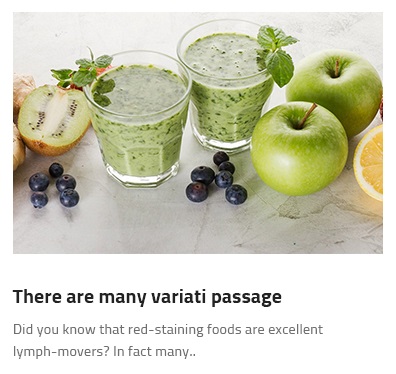 There are many variati passage
Did you know that red-staining foods are excellent
lymph-movers? In fact many..